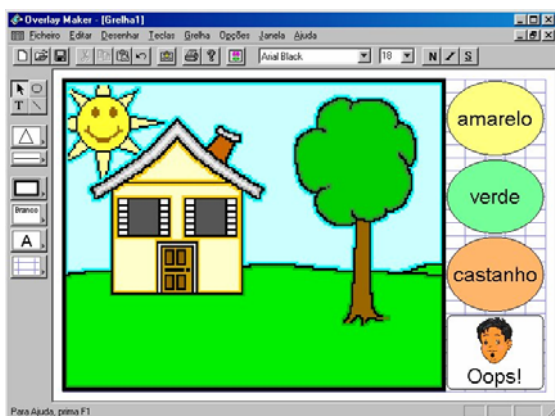 Overlay Maker - [Grelha1]
Ficheiro Editar Desenhar Teclas Grelha Opções Janela Ajuda
Arial Black 18 N I S
T
Branco
A
amarelo
verde
castanho
Oops!
Para Ajuda, prima F1